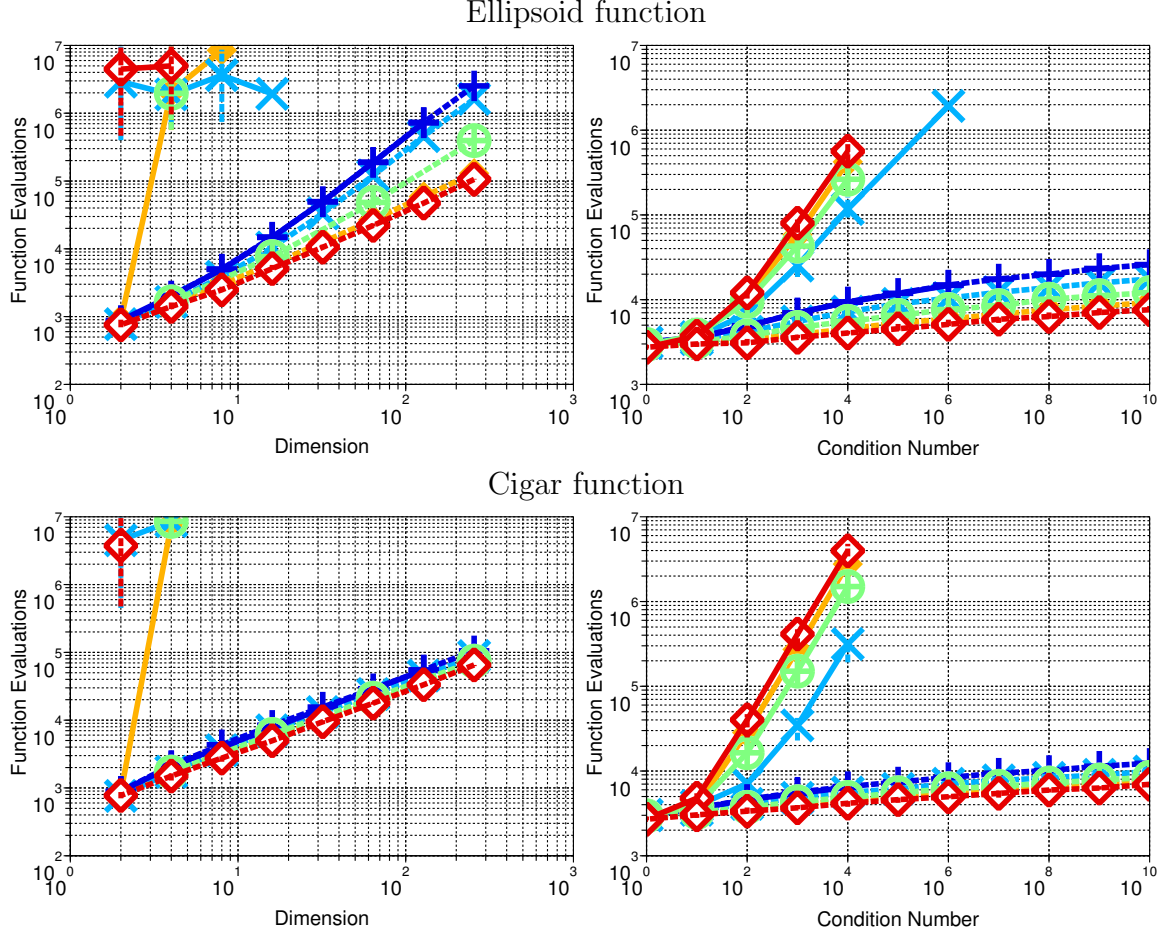 Ellipsoid function
10^7
10^6
10^5
10^4
10^3
10^2
Function Evaluations
10^0 10^1 10^2 10^3
Dimension
10^7
10^6
10^5
10^4
10^3
Function Evaluations
10^0 10^2 10^4 10^6 10^8 10^10
Condition Number
Cigar function
10^7
10^6
10^5
10^4
10^3
10^2
Function Evaluations
10^0 10^1 10^2 10^3
Dimension
10^7
10^6
10^5
10^4
10^3
Function Evaluations
10^0 10^2 10^4 10^6 10^8 10^10
Condition Number